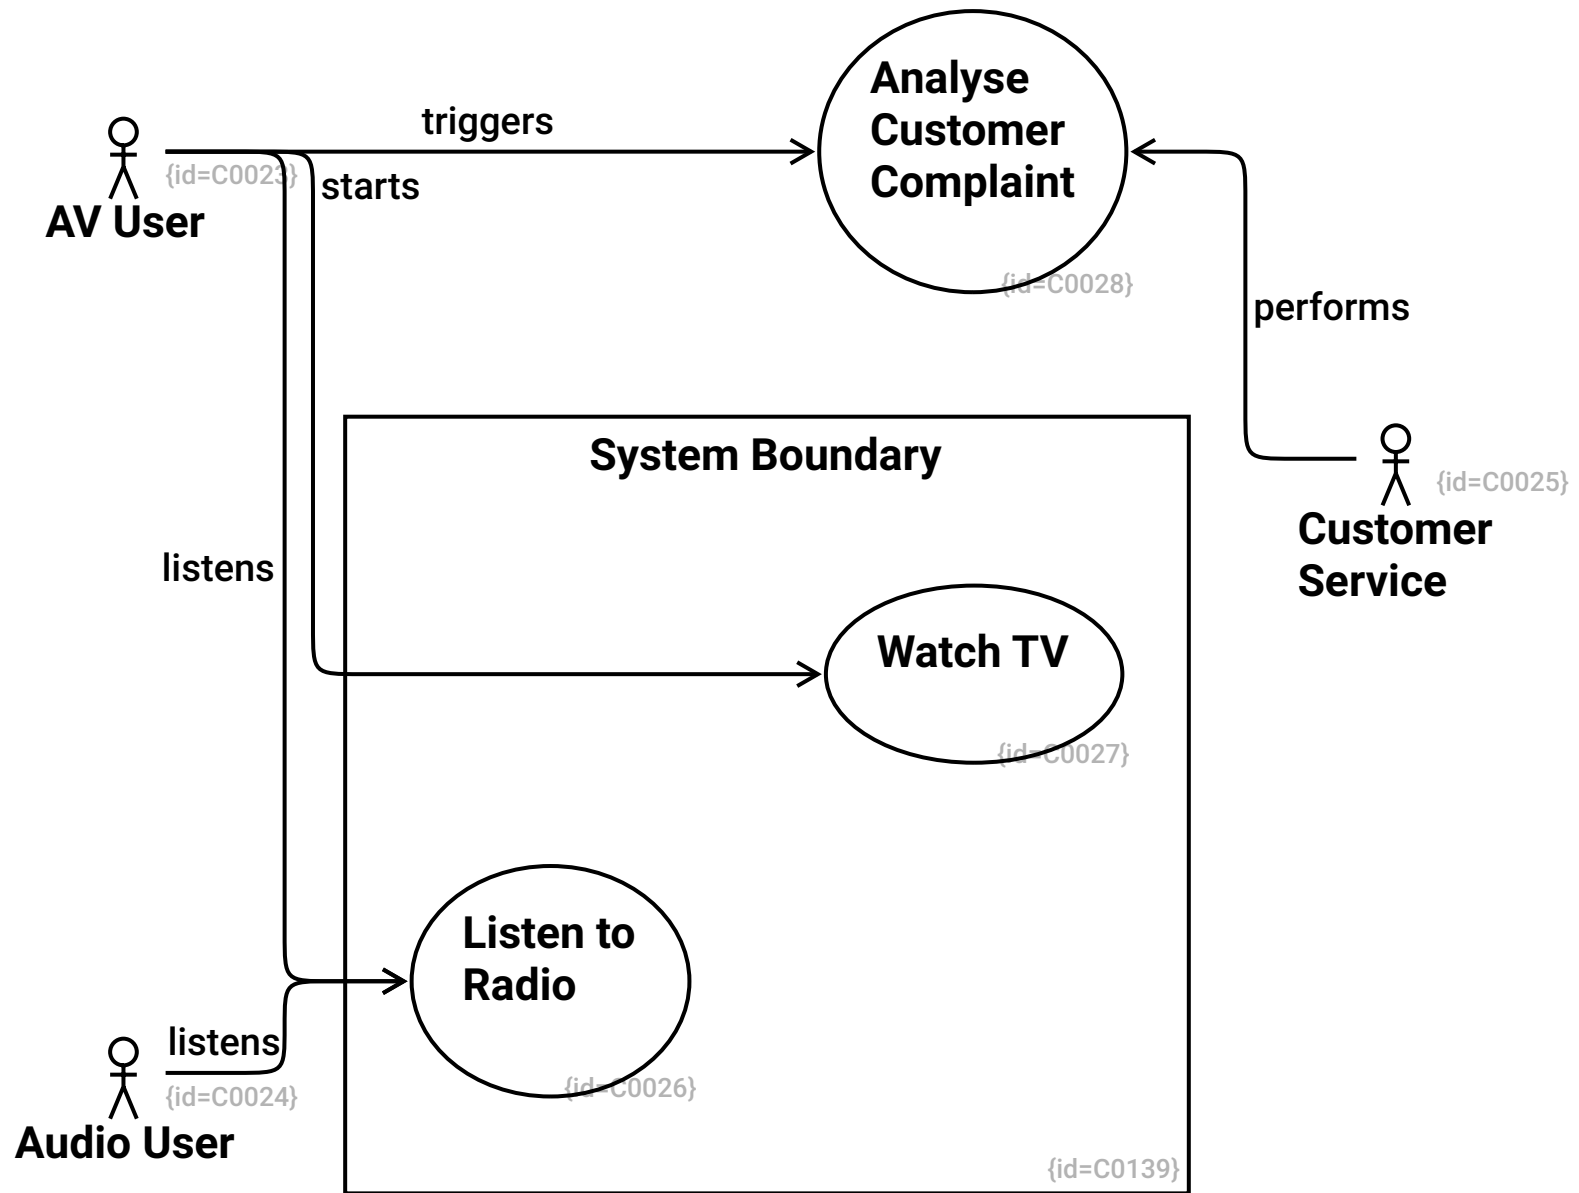 Analyse
Customer
Complaint
{id=C0028}
triggers
{id=C0023}
AV User
starts
performs
System Boundary
{id=C0025}
Customer
Service
listens
Watch TV
{id=C0027}
Listen to
Radio
{id=C0026}
listens
{id=C0024}
Audio User
{id=C0139}